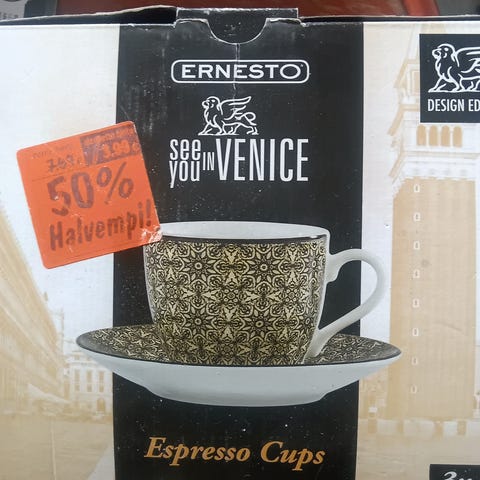 ERNESTO
see
you IN VENICE
DESIGN ED
50%
Halvempi!
Espresso Cups